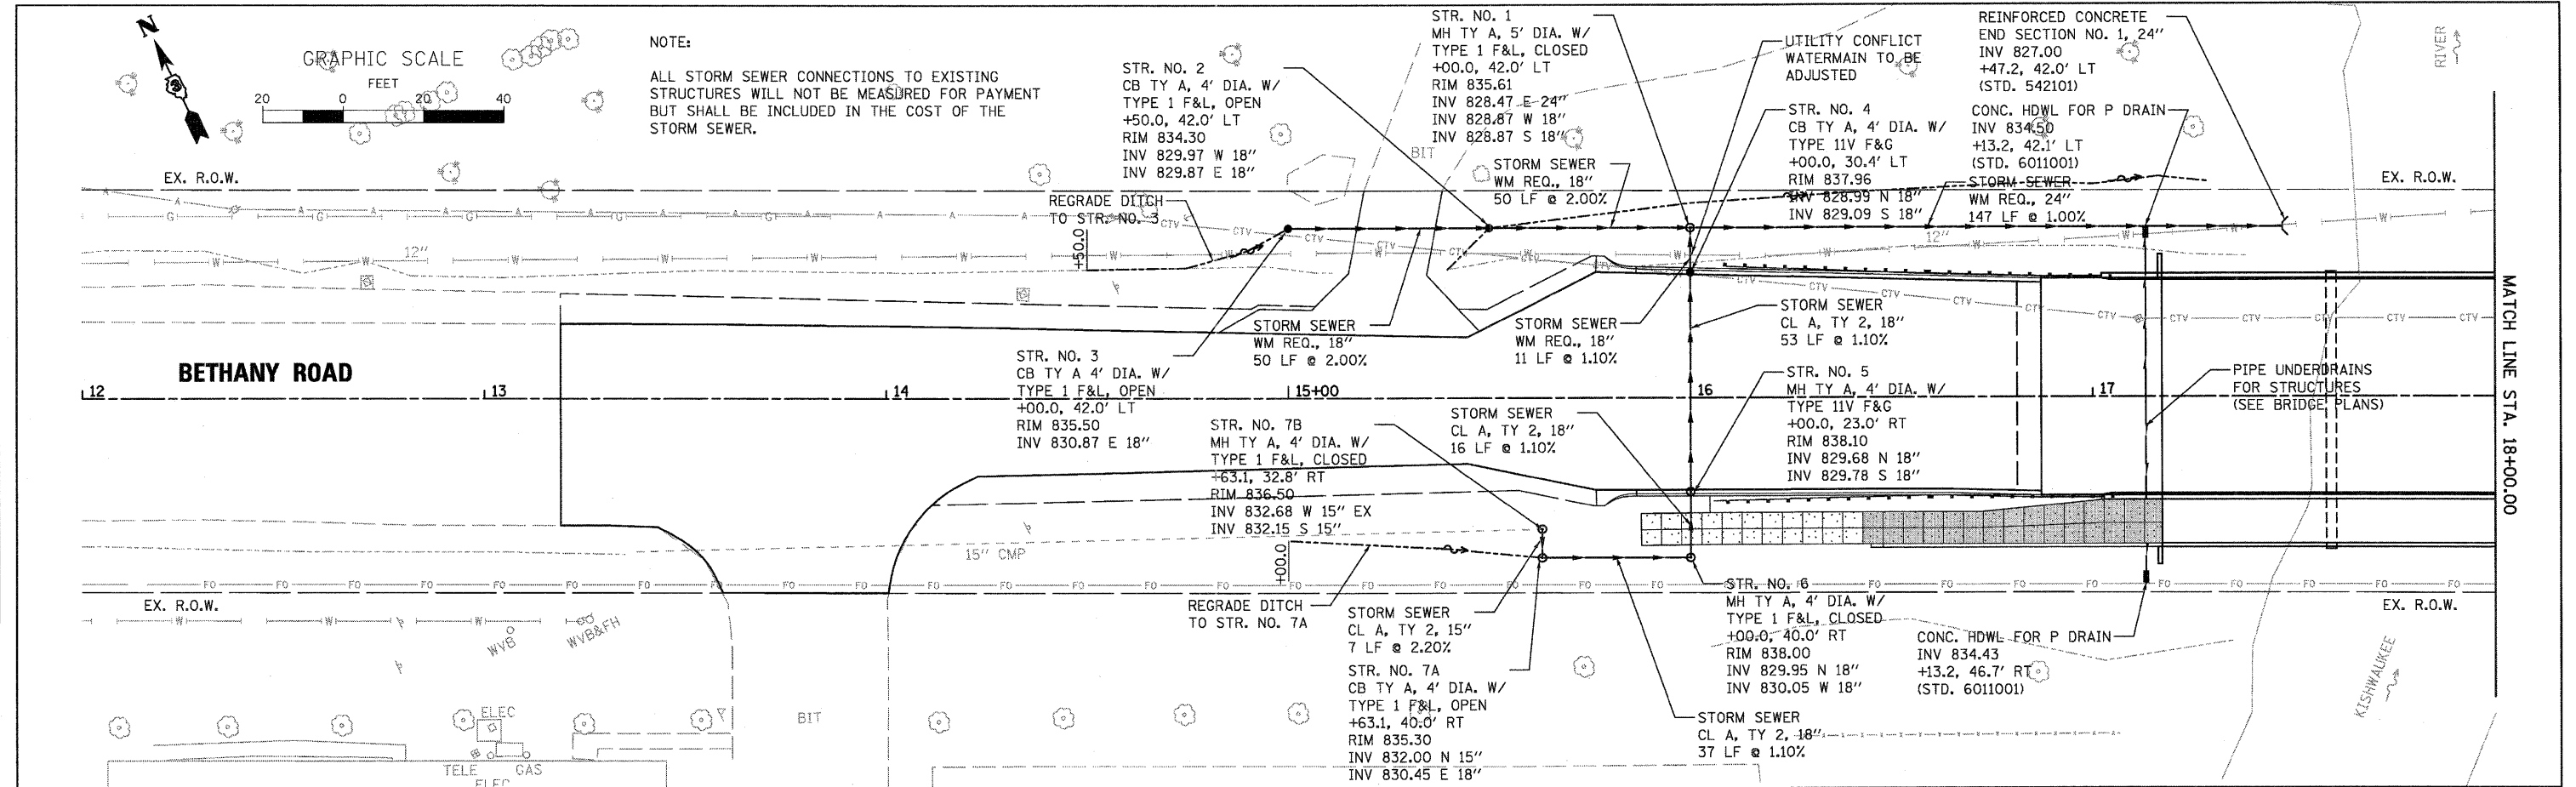 N
GRAPHIC SCALE
FEET
20 0 20 40
NOTE:
ALL STORM SEWER CONNECTIONS TO EXISTING
STRUCTURES WILL NOT BE MEASURED FOR PAYMENT
BUT SHALL BE INCLUDED IN THE COST OF THE
STORM SEWER.
STR. NO. 2
CB TY A, 4' DIA. W/
TYPE 1 F&L, OPEN
+50.0, 42.0' LT
RIM 834.30
INV 829.97 W 18"
INV 829.87 E 18"
STR. NO. 1
MH TY A, 5' DIA. W/
TYPE 1 F&L, CLOSED
+00.0, 42.0' LT
RIM 835.61
INV 828.47 E 24"
INV 828.87 W 18"
INV 828.87 S 18"
BIT
STORM SEWER
WM REQ., 18"
50 LF @ 2.00%
UTILITY CONFLICT
WATERMAIN TO BE
ADJUSTED
STR. NO. 4
CB TY A, 4' DIA. W/
TYPE 11V F&G
+00.0, 30.4' LT
RIM 837.96
INV 828.99 N 18"
INV 829.09 S 18"
REINFORCED CONCRETE
END SECTION NO. 1, 24"
INV 827.00
+47.2, 42.0' LT
(STD. 542101)
CONC. HDWL FOR P DRAIN
INV 834.50
+13.2, 42.1' LT
(STD. 6011001)
STORM SEWER
WM REQ., 24"
147 LF @ 1.00%
RIVER
EX. R.O.W.
EX. R.O.W.
REGRADE DITCH
TO STR. NO. 3
+50.0
12"
12"
STORM SEWER
WM REQ., 18"
50 LF @ 2.00%
STORM SEWER
WM REQ., 18"
11 LF @ 1.10%
STORM SEWER
CL A, TY 2, 18"
53 LF @ 1.10%
MATCH LINE STA. 18+00.00
BETHANY ROAD
12 13 14 15+00 16 17
STR. NO. 3
CB TY A 4' DIA. W/
TYPE 1 F&L, OPEN
+00.0, 42.0' LT
RIM 835.50
INV 830.87 E 18"
STR. NO. 7B
MH TY A, 4' DIA. W/
TYPE 1 F&L, CLOSED
+63.1, 32.8' RT
RIM 836.50
INV 832.68 W 15" EX
INV 832.15 S 15"
STORM SEWER
CL A, TY 2, 18"
16 LF @ 1.10%
STR. NO. 5
MH TY A, 4' DIA. W/
TYPE 11V F&G
+00.0, 23.0' RT
RIM 838.10
INV 829.68 N 18"
INV 829.78 S 18"
PIPE UNDERDRAINS
FOR STRUCTURES
(SEE BRIDGE PLANS)
15" CMP
+00.0
EX. R.O.W.
EX. R.O.W.
REGRADE DITCH
TO STR. NO. 7A
STORM SEWER
CL A, TY 2, 15"
7 LF @ 2.20%
STR. NO. 7A
CB TY A, 4' DIA. W/
TYPE 1 F&L, OPEN
+63.1, 40.0' RT
RIM 835.30
INV 832.00 N 15"
INV 830.45 E 18"
STR. NO. 6
MH TY A, 4' DIA. W/
TYPE 1 F&L, CLOSED
+00.0, 40.0' RT
RIM 838.00
INV 829.95 N 18"
INV 830.05 W 18"
STORM SEWER
CL A, TY 2, 18"
37 LF @ 1.10%
CONC. HDWL FOR P DRAIN
INV 834.43
+13.2, 46.7' RT
(STD. 6011001)
KISHWAUKEE
WVB
WVB&FH
ELEC
BIT
TELE GAS
ELEC